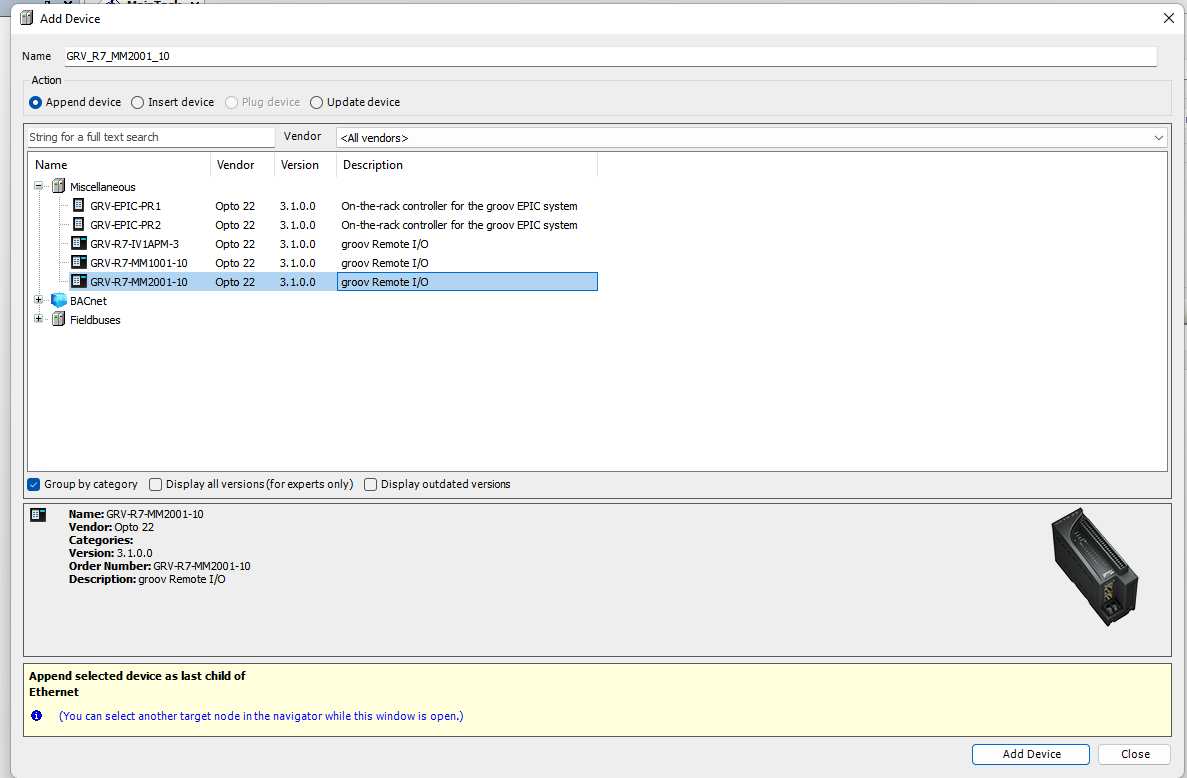 MainTask
Add Device
Name GRV_R7_MM2001_10
Action
Append device Insert device Plug device Update device
String for a full text search Vendor <All vendors>
Name Vendor Version Description
Miscellaneous
GRV-EPIC-PR1 Opto 22 3.1.0.0 On-the-rack controller for the groov EPIC system
GRV-EPIC-PR2 Opto 22 3.1.0.0 On-the-rack controller for the groov EPIC system
GRV-R7-IV1APM-3 Opto 22 3.1.0.0 groov Remote I/O
GRV-R7-MM1001-10 Opto 22 3.1.0.0 groov Remote I/O
GRV-R7-MM2001-10 Opto 22 3.1.0.0 groov Remote I/O
BACnet
Fieldbuses
Group by category Display all versions (for experts only) Display outdated versions
Name: GRV-R7-MM2001-10
Vendor: Opto 22
Categories:
Version: 3.1.0.0
Order Number: GRV-R7-MM2001-10
Description: groov Remote I/O
Append selected device as last child of
Ethernet
(You can select another target node in the navigator while this window is open.)
Add Device Close